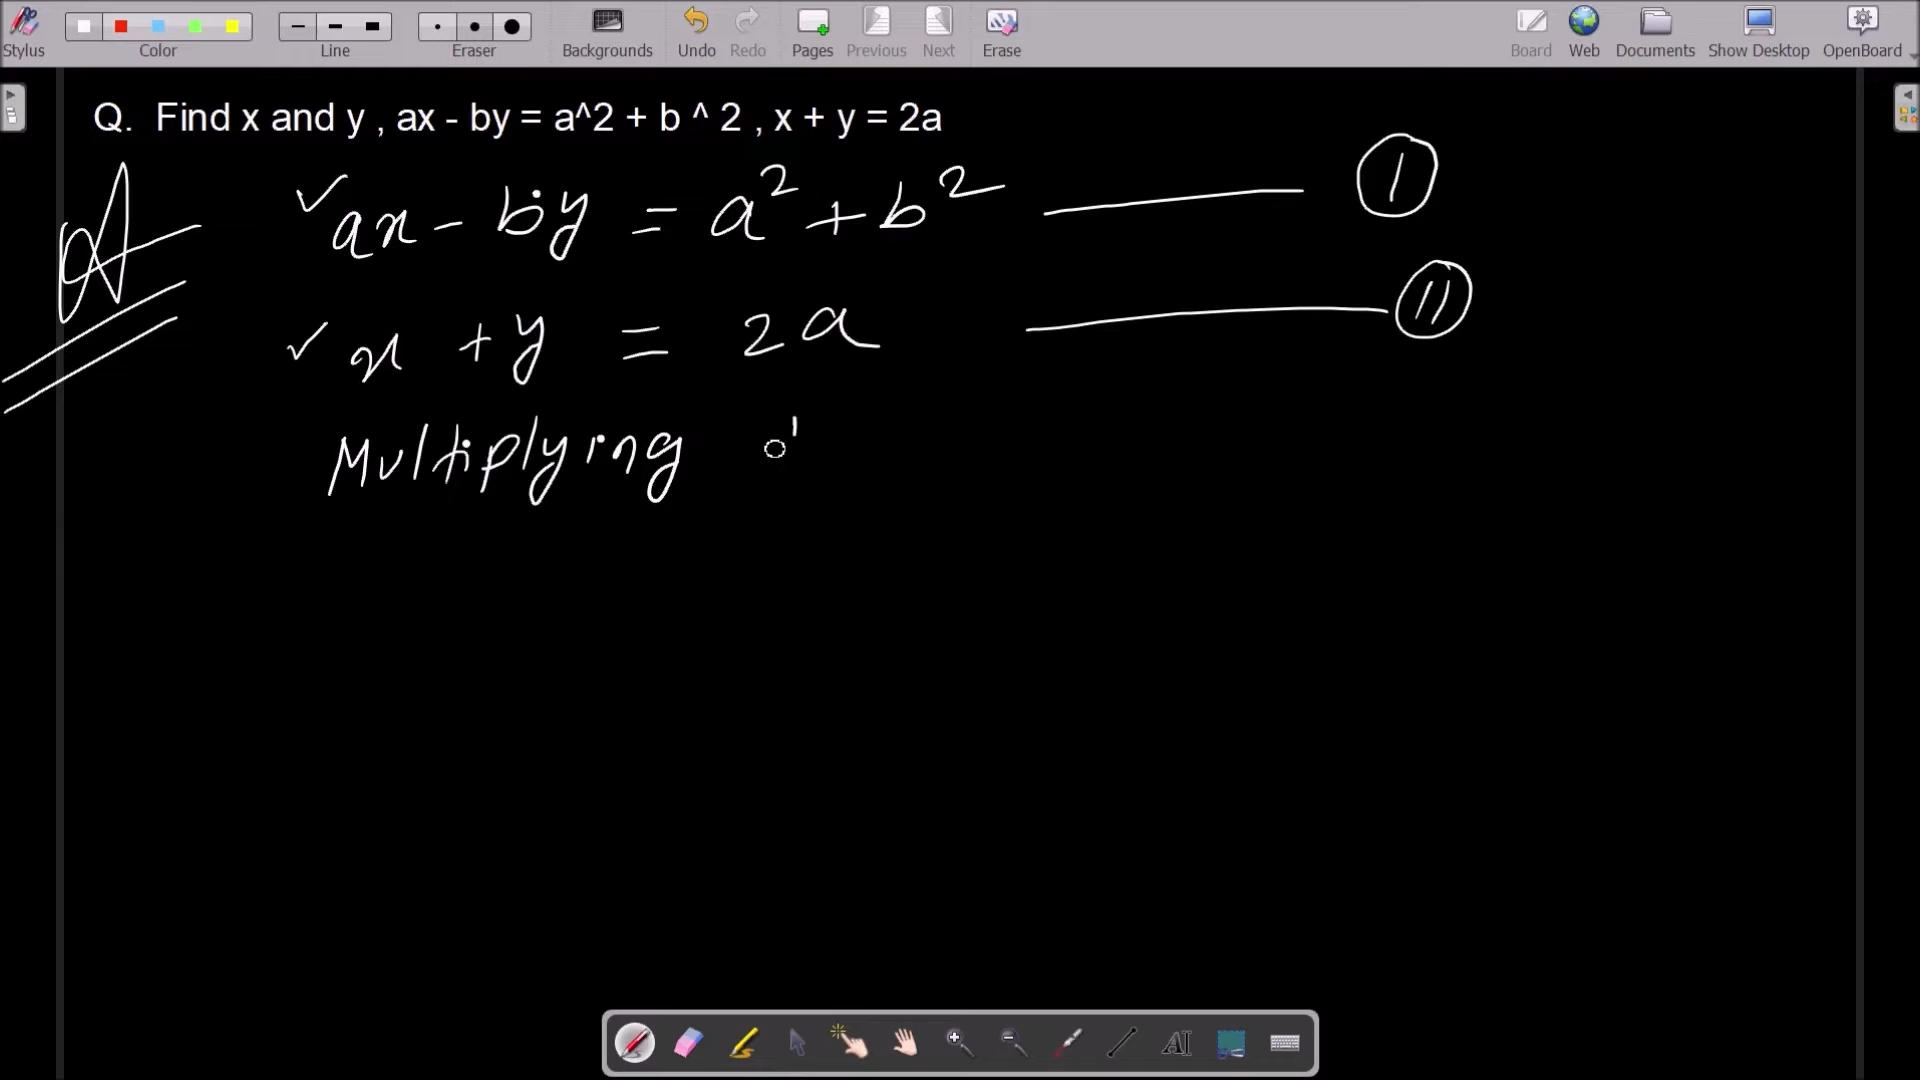 Stylus Color Line Eraser Backgrounds Undo Redo Pages Previous Next Erase Board Web Documents Show Desktop OpenBoard
Q. Find x and y , ax - by = a^2 + b ^ 2 , x + y = 2a
A ✓ ax - by = a² + b² ——— Ⓘ
✓ x + y = 2a ——— II
Multiplying
AI